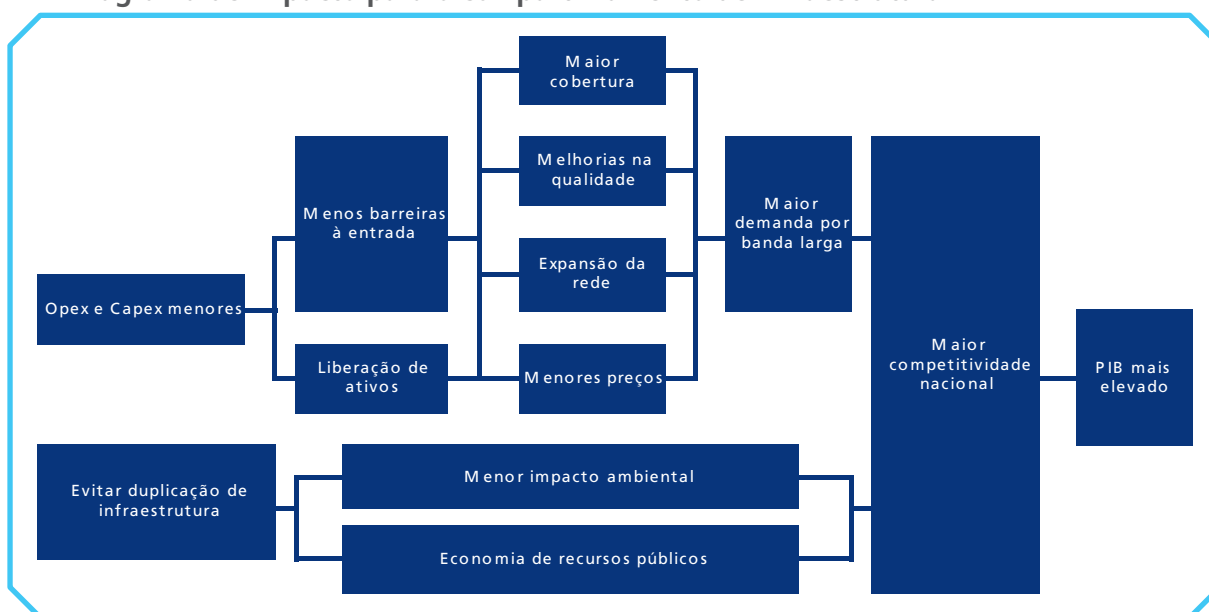 Maior
cobertura
Melhorias na
qualidade
Menos barreiras
à entrada
Maior
demanda por
banda larga
Expansão da
rede
Opex e Capex menores
Liberação de
ativos
Menores preços
Maior
competitividade
nacional
PIB mais
elevado
Evitar duplicação de
infraestrutura
Menor impacto ambiental
Economia de recursos públicos